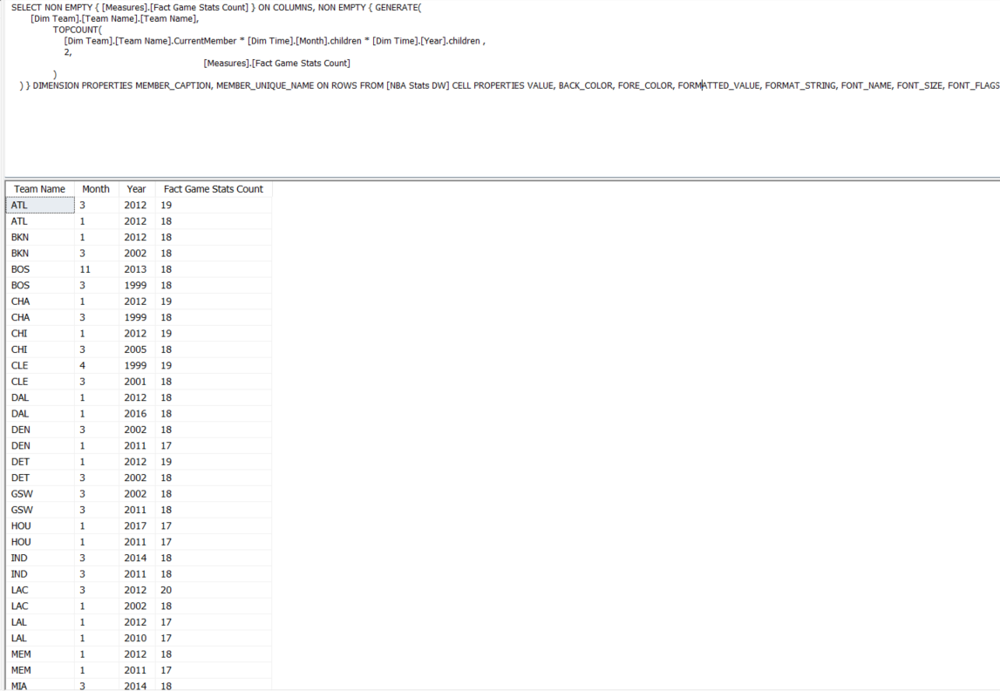 SELECT NON EMPTY { [Measures].[Fact Game Stats Count] } ON COLUMNS, NON EMPTY { GENERATE(
[Dim Team].[Team Name].[Team Name],
TOPCOUNT(
[Dim Team].[Team Name].CurrentMember * [Dim Time].[Month].children * [Dim Time].[Year].children ,
2,
[Measures].[Fact Game Stats Count]
)
) } DIMENSION PROPERTIES MEMBER_CAPTION, MEMBER_UNIQUE_NAME ON ROWS FROM [NBA Stats DW] CELL PROPERTIES VALUE, BACK_COLOR, FORE_COLOR, FORMATTED_VALUE, FORMAT_STRING, FONT_NAME, FONT_SIZE, FONT_FLAGS
Team Name Month Year Fact Game Stats Count
ATL 3 2012 19
ATL 1 2012 18
BKN 1 2012 18
BKN 3 2002 18
BOS 11 2013 18
BOS 3 1999 18
CHA 1 2012 19
CHA 3 1999 18
CHI 1 2012 19
CHI 3 2005 18
CLE 4 1999 19
CLE 3 2001 18
DAL 1 2012 18
DAL 1 2016 18
DEN 3 2002 18
DEN 1 2011 17
DET 1 2012 19
DET 3 2002 18
GSW 3 2002 18
GSW 3 2011 18
HOU 1 2017 17
HOU 1 2011 17
IND 3 2014 18
IND 3 2011 18
LAC 3 2012 20
LAC 1 2002 18
LAL 1 2012 17
LAL 1 2010 17
MEM 1 2012 18
MEM 1 2011 17
MIA 3 2014 18